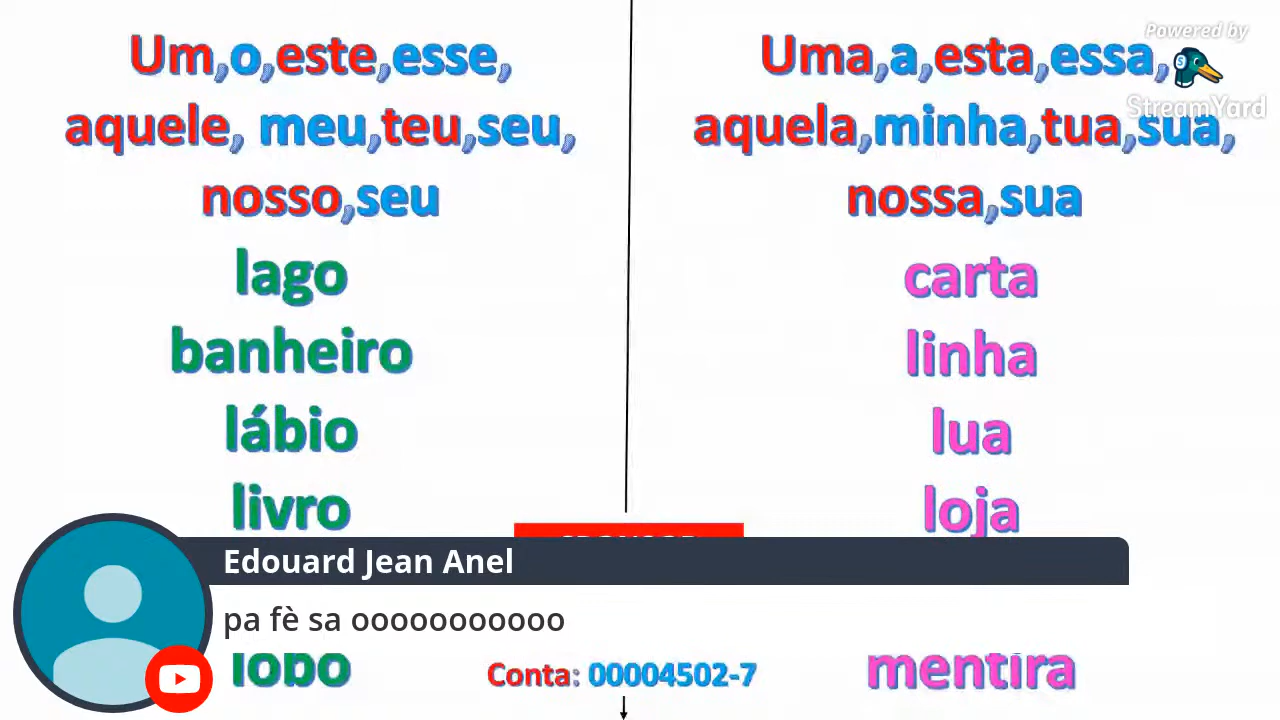 Um,o,este,esse,
aquele, meu,teu,seu,
nosso,seu
lago
banheiro
lábio
livro
lobo
Uma,a,esta,essa,
aquela,minha,tua,sua,
nossa,sua
carta
linha
lua
loja
mentira
Powered by
StreamYard
SPONSOR
Edouard Jean Anel
pa fè sa ooooooooooo
Conta: 00004502-7